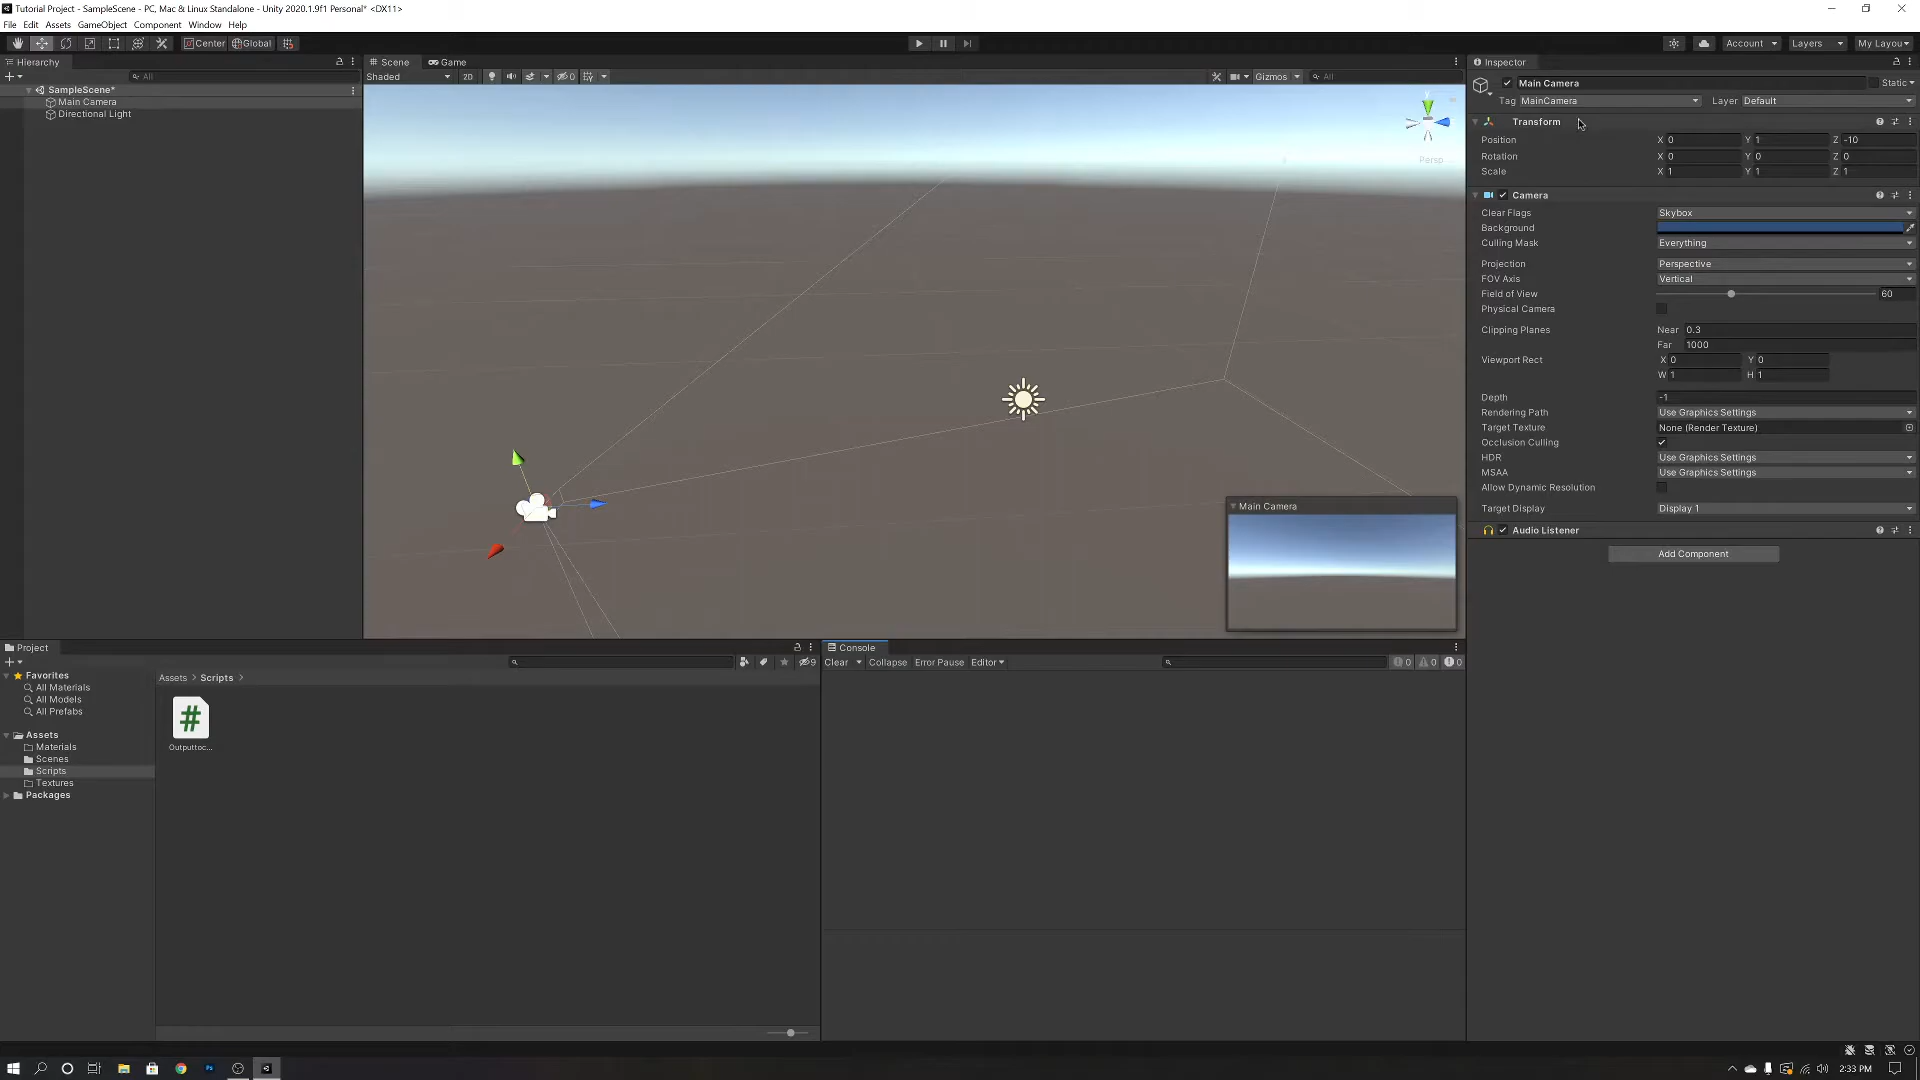 Tutorial Project - SampleScene - PC, Mac & Linux Standalone - Unity 2020.1.9f1 Personal* <DX11>
File Edit Assets GameObject Component Window Help
Center Global Account Layers My Layou
Hierarchy
All
SampleScene*
Main Camera
Directional Light
Scene Game
Shaded 2D 0 Gizmos All
y
Persp
Main Camera
Inspector
Main Camera Static
Tag MainCamera Layer Default
Transform
Position X 0 Y 1 Z -10
Rotation X 0 Y 0 Z 0
Scale X 1 Y 1 Z 1
Camera
Clear Flags Skybox
Background
Culling Mask Everything
Projection Perspective
FOV Axis Vertical
Field of View 60
Physical Camera
Clipping Planes Near 0.3
Far 1000
Viewport Rect X 0 Y 0
W 1 H 1
Depth -1
Rendering Path Use Graphics Settings
Target Texture None (Render Texture)
Occlusion Culling
HDR Use Graphics Settings
MSAA Use Graphics Settings
Allow Dynamic Resolution
Target Display Display 1
Audio Listener
Add Component
Project
9
Favorites
All Materials
All Models
All Prefabs
Assets
Materials
Scenes
Scripts
Textures
Packages
Assets > Scripts >
#
Outputtoc...
Console
Clear Collapse Error Pause Editor 0 0 0
Ps
2:33 PM